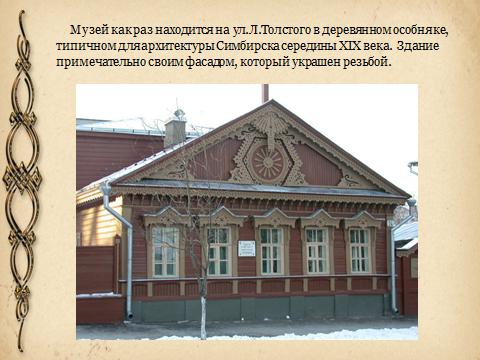 Музей как раз находится на ул.Л.Толстого в деревянном особняке,
типичном для архитектуры Симбирска середины XIX века. Здание
примечательно своим фасадом, который украшен резьбой.